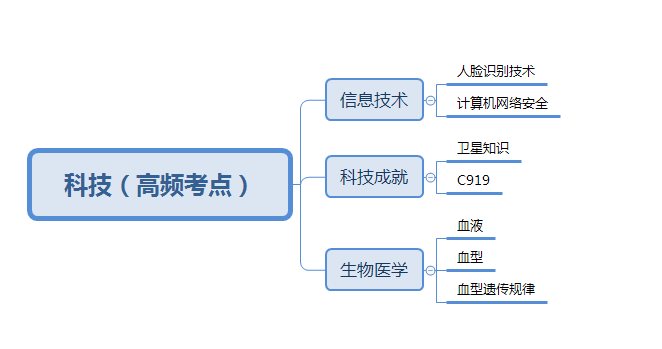 科技（高频考点）
信息技术
人脸识别技术
计算机网络安全
科技成就
卫星知识
C919
生物医学
血液
血型
血型遗传规律